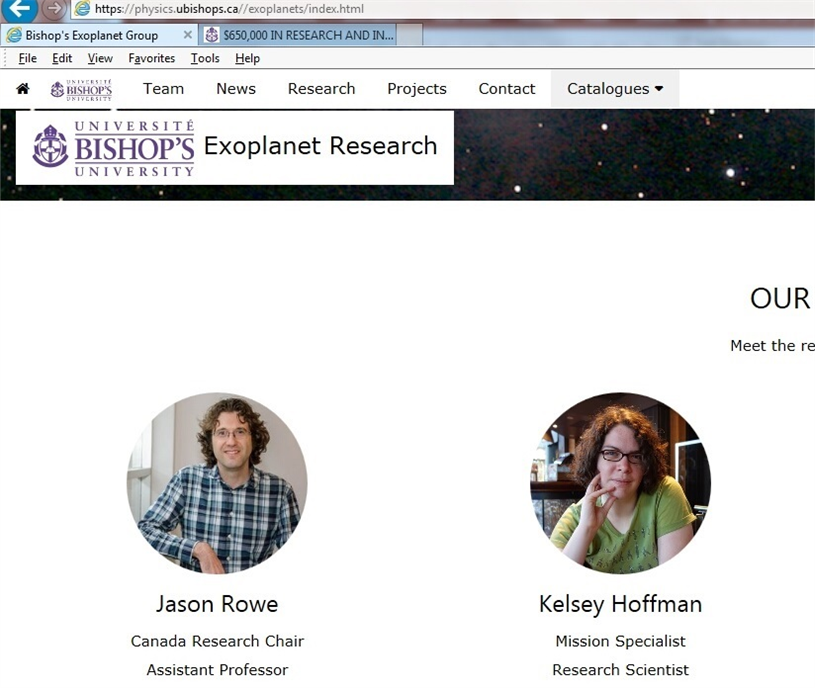 https://physics.ubishops.ca//exoplanets/index.html
Bishop's Exoplanet Group
$650,000 IN RESEARCH AND IN...
File Edit View Favorites Tools Help
UNIVERSITÉ
BISHOP'S
UNIVERSITY
Team News Research Projects Contact Catalogues
UNIVERSITÉ
BISHOP'S
UNIVERSITY
Exoplanet Research
OUR
Meet the re
Jason Rowe
Canada Research Chair
Assistant Professor
Kelsey Hoffman
Mission Specialist
Research Scientist